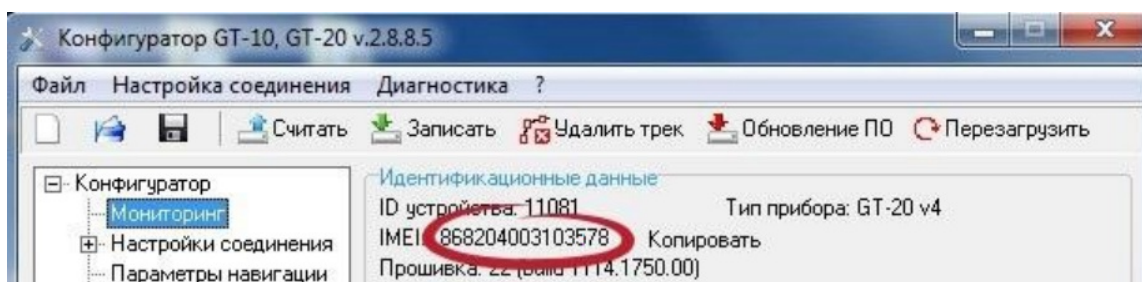 Конфигуратор GT-10, GT-20 v.2.8.8.5
Файл Настройка соединения Диагностика ?
Считать Записать Удалить трек Обновление ПО Перезагрузить
Конфигуратор
Мониторинг
Настройки соединения
Параметры навигации
Идентификационные данные
ID устройства: 11081 Тип прибора: GT-20 v4
IMEI: 868204003103578 Копировать
Прошивка: 22 (build 1114.1750.00)